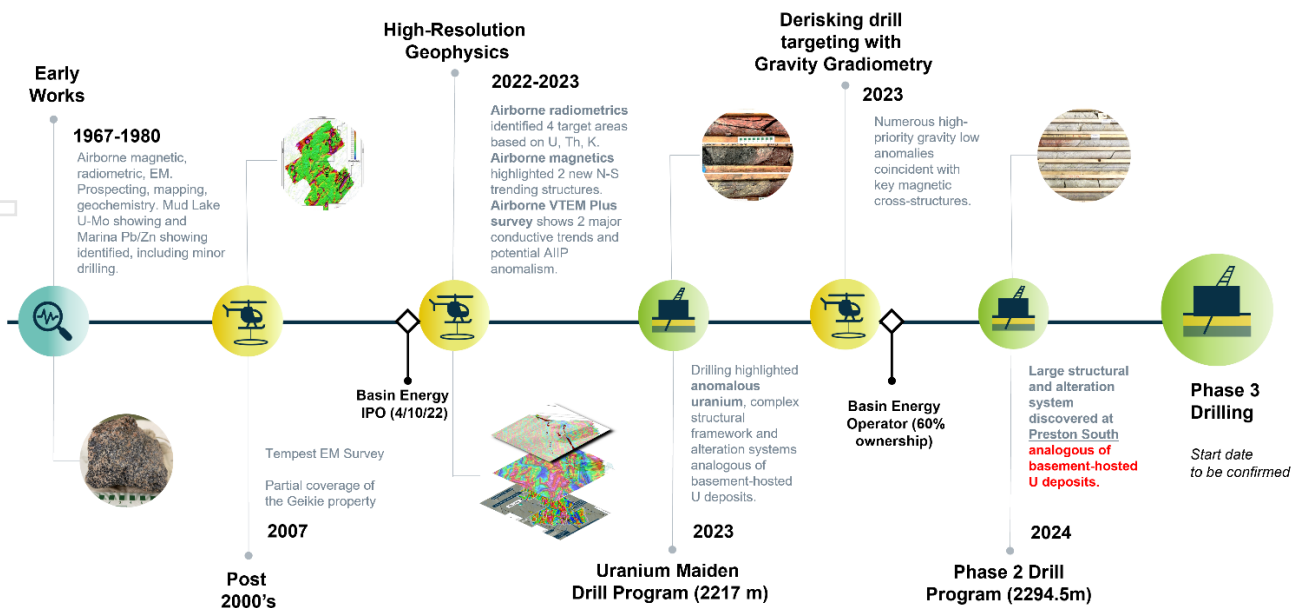 Early
Works
1967-1980
Airborne magnetic,
radiometric, EM.
Prospecting, mapping,
geochemistry. Mud Lake
U-Mo showing and
Marina Pb/Zn showing
identified, including minor
drilling.
Tempest EM Survey
Partial coverage of
the Geikie property
2007
Post
2000's
Basin Energy
IPO (4/10/22)
High-Resolution
Geophysics
2022-2023
Airborne radiometrics
identified 4 target areas
based on U, Th, K.
Airborne magnetics
highlighted 2 new N-S
trending structures.
Airborne VTEM Plus
survey shows 2 major
conductive trends and
potential AIIP
anomalism.
Drilling highlighted
anomalous
uranium, complex
structural
framework and
alteration systems
analogous of
basement-hosted
U deposits.
2023
Uranium Maiden
Drill Program (2217 m)
Derisking drill
targeting with
Gravity Gradiometry
2023
Numerous high-
priority gravity low
anomalies
coincident with
key magnetic
cross-structures.
Basin Energy
Operator (60%
ownership)
Large structural
and alteration
system
discovered at
Preston South
analogous of
basement-hosted
U deposits.
2024
Phase 2 Drill
Program (2294.5m)
Phase 3
Drilling
Start date
to be confirmed